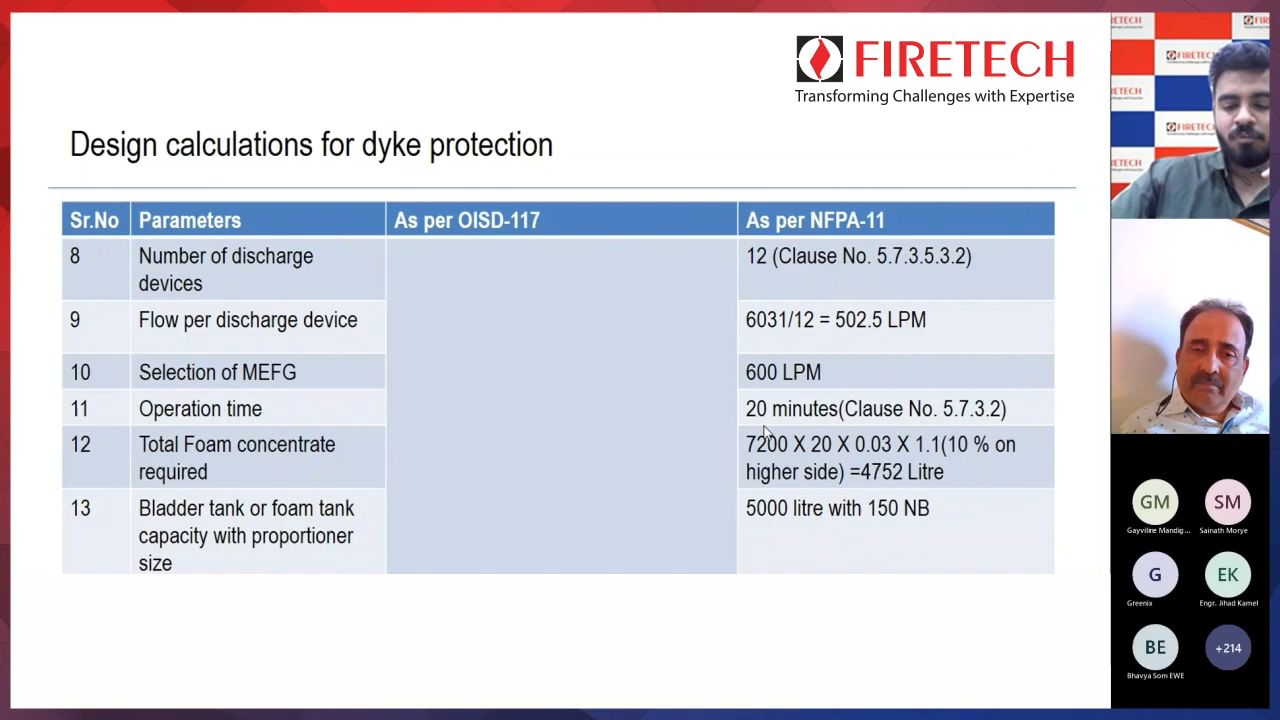 FIRETECH
Transforming Challenges with Expertise
Design calculations for dyke protection
Sr.No Parameters As per OISD-117 As per NFPA-11
8 Number of discharge devices 12 (Clause No. 5.7.3.5.3.2)
9 Flow per discharge device 6031/12 = 502.5 LPM
10 Selection of MEFG 600 LPM
11 Operation time 20 minutes(Clause No. 5.7.3.2)
12 Total Foam concentrate required 7200 X 20 X 0.03 X 1.1(10 % on higher side) =4752 Litre
13 Bladder tank or foam tank capacity with proportioner size 5000 litre with 150 NB
FIRETECH
GM
Gayviline Mandig...
SM
Sainath Morye
G
Greenix
EK
Engr. Jihad Kamel
BE
Bhavya Som EWE
+214